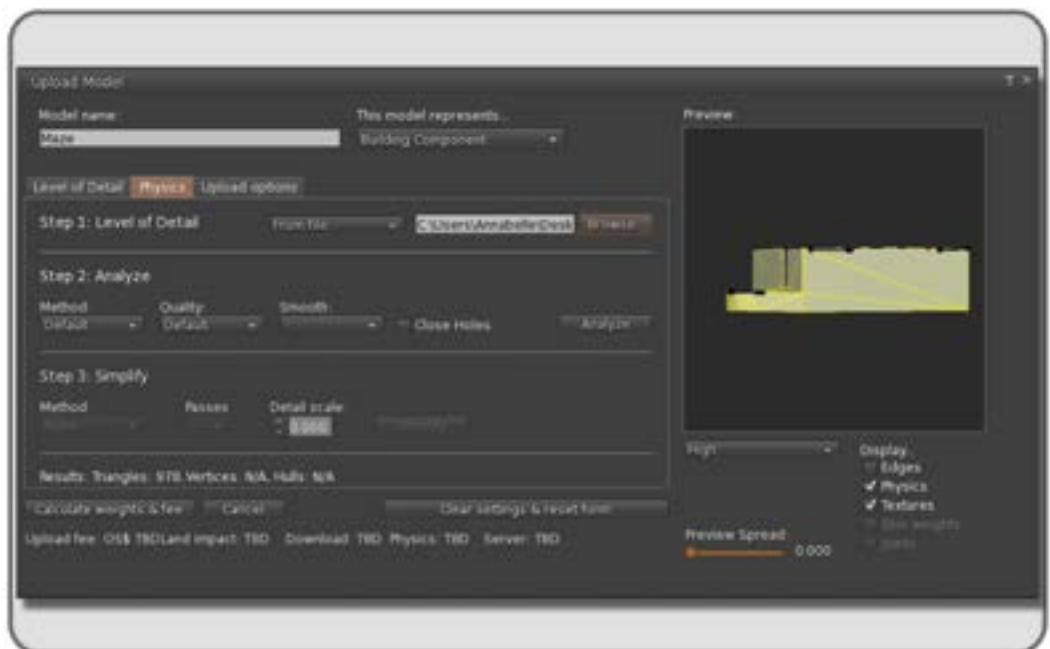 Upload Model
Model name:
Maze
This model represents...
Building Component
Preview:
Level of Detail Physics Upload options
Step 1: Level of Detail From file C:\Users\Annabelle\Desk Browse...
Step 2: Analyze
Method Quality Smooth
Default Default Close Holes Analyze
Step 3: Simplify
Method Passes Detail scale
0.000
Results: Triangles: 978, Vertices: N/A, Hulls: N/A
Calculate weights & fee Cancel Clear settings & reset form
Upload fee: OS$ TBD Land impact: TBD Download: TBD Physics: TBD Server: TBD
High
Display:
Edges
Physics
Textures
Skin weights
Joints
Preview Spread:
0.000